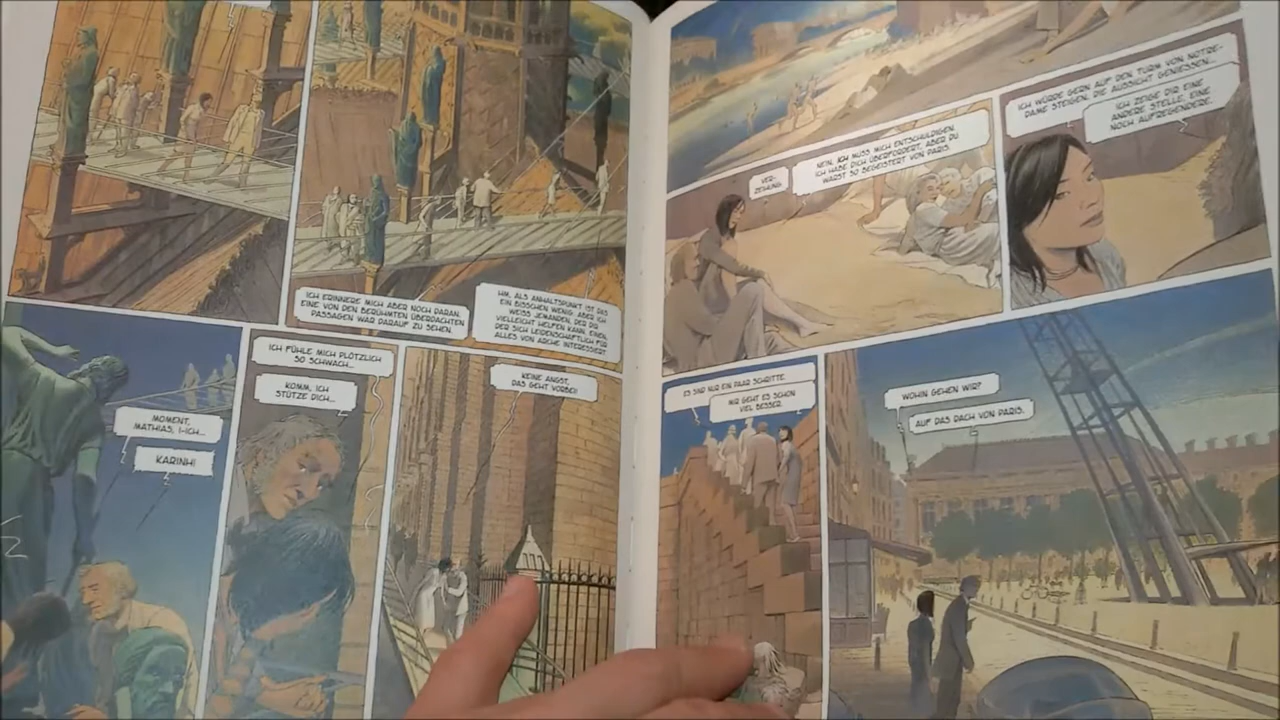 ICH ERINNERE MICH ABER NOCH DARAN,
EINE VON DEN BERÜHMTEN ÜBERDACHTEN
PASSAGEN WAR DARAUF ZU SEHEN.
HM, ALS ANHALTSPUNKT IST DAS
EIN BISSCHEN WENIG. ABER ICH
WEISS JEMANDEN, DER DIR
VIELLEICHT HELFEN KANN. EINEN,
DER SICH LEIDENSCHAFTLICH FÜR
ALLES VON ARCHE INTERESSIERT.
MOMENT,
MATHIAS, I-ICH...
KARINH!
ICH FÜHLE MICH PLÖTZLICH
SO SCHWACH...
KOMM, ICH
STÜTZE DICH...
KEINE ANGST,
DAS GEHT VORBEI!
VER-
ZEIHUNG.
NEIN, ICH MUSS MICH ENTSCHULDIGEN.
ICH HABE DICH ÜBERFORDERT, ABER DU
WARST SO BEGEISTERT VON PARIS.
ICH WÜRDE GERN AUF DEN TURM VON NOTRE-
DAME STEIGEN, DIE AUSSICHT GENIESSEN...
ICH ZEIGE DIR EINE
ANDERE STELLE, EINE
NOCH AUFREGENDERE.
ES SIND NUR EIN PAAR SCHRITTE.
MIR GEHT ES SCHON
VIEL BESSER.
WOHIN GEHEN WIR?
AUF DAS DACH VON PARIS.